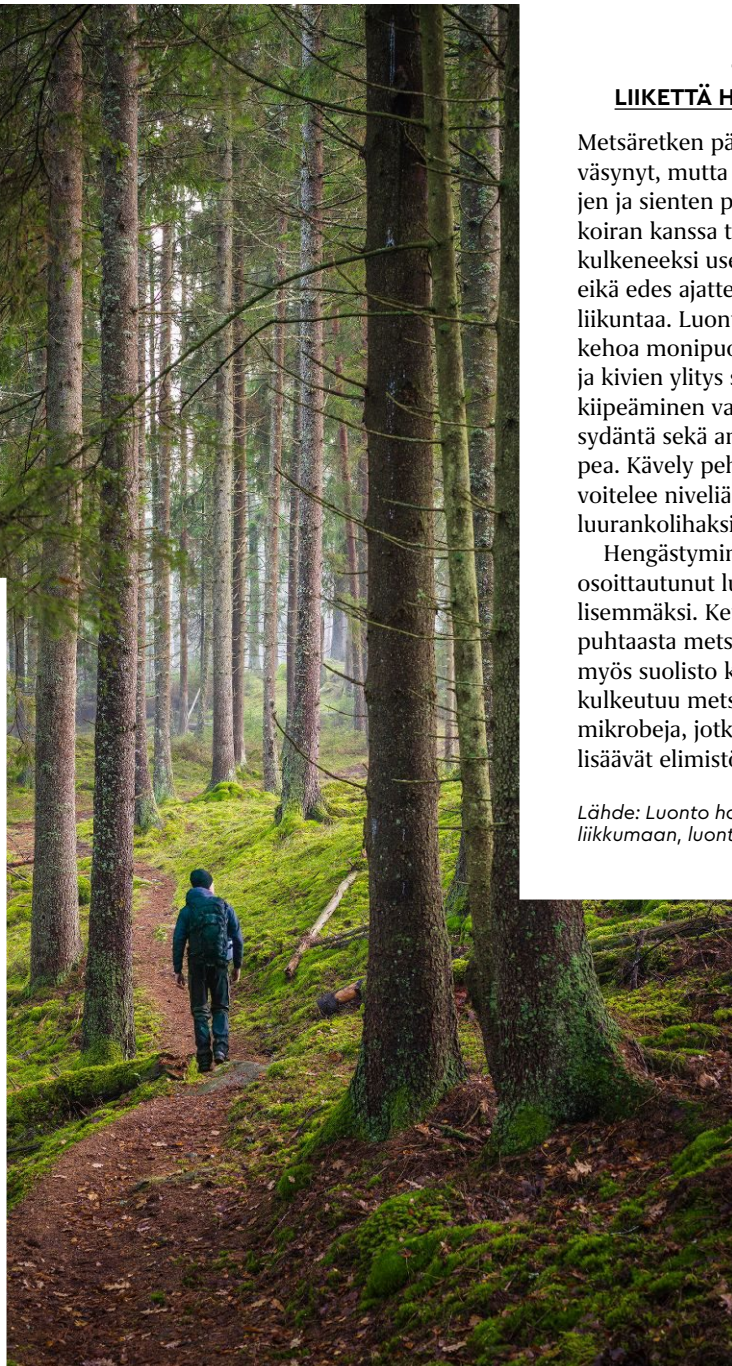 LIIKETTÄ H
Metsäretken pä
väsynyt, mutta
jen ja sienten p
koiran kanssa t
kulkeneeksi use
eikä edes ajatte
liikuntaa. Luon
kehoa monipuo
ja kivien ylitys s
kiipeäminen va
sydäntä sekä ar
pea. Kävely peh
voitelee niveliä
luurankolihaksi
Hengästymin
osoittautunut lu
lisemmäksi. Ke
puhtaasta mets
myös suolisto k
kulkeutuu mets
mikrobeja, jotk
lisäävät elimistö
Lähde: Luonto ho
liikkumaan, luont